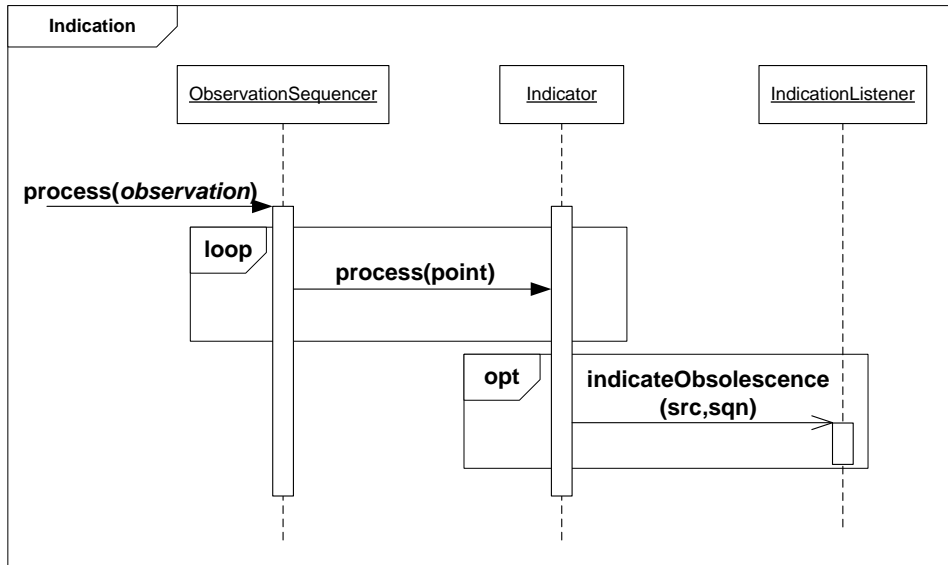 Indication
ObservationSequencer
Indicator
IndicationListener
process(observation)
loop
process(point)
opt
indicateObsolescence
(src,sqn)